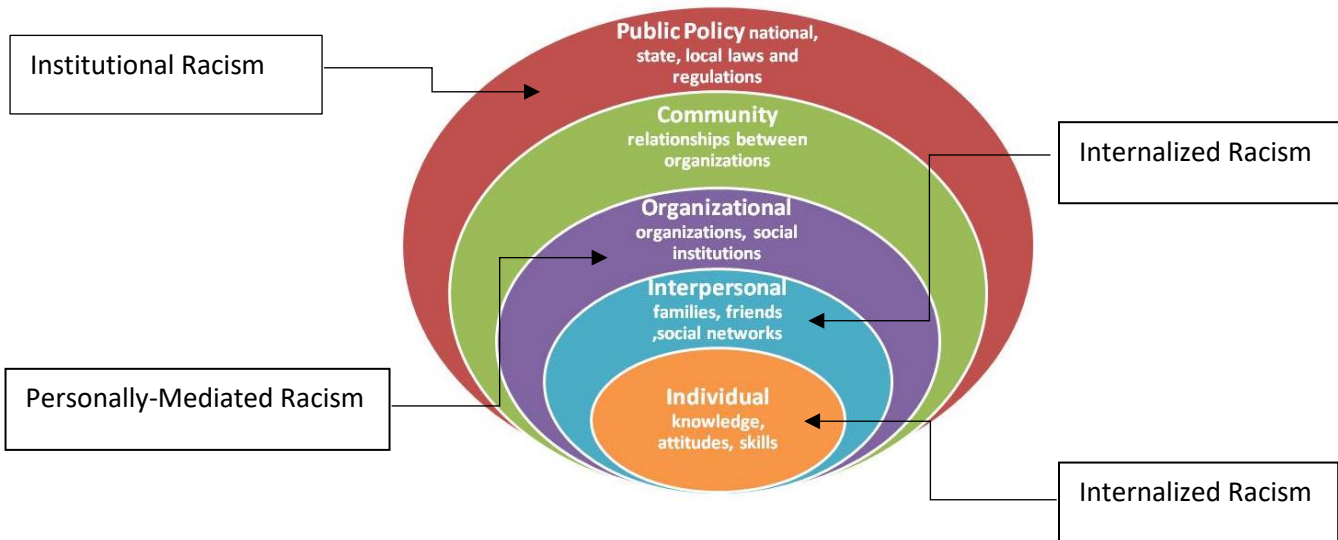 Public Policy national,
state, local laws and
regulations
Institutional Racism
Community
relationships between
organizations
Internalized Racism
Organizational
organizations, social
institutions
Interpersonal
families, friends
,social networks
Personally-Mediated Racism
Individual
knowledge,
attitudes, skills
Internalized Racism